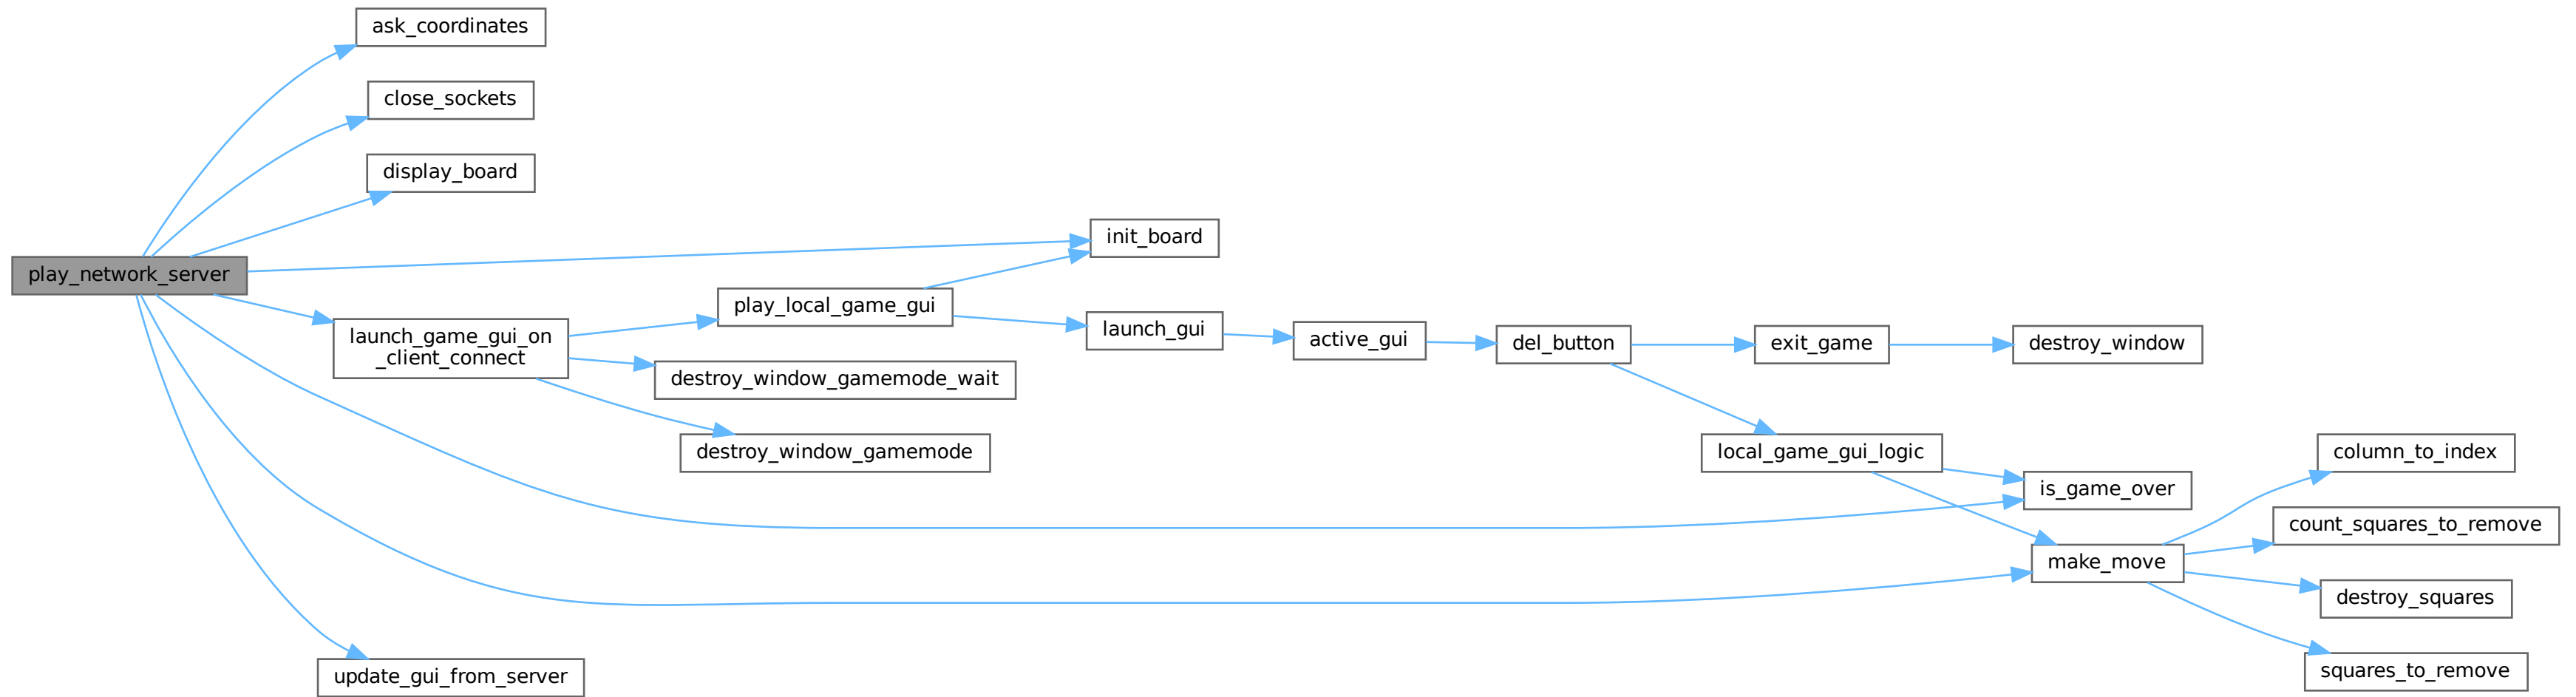 ask_coordinates
close_sockets
display_board
init_board
play_network_server
play_local_game_gui
launch_game_gui_on
_client_connect
launch_gui
active_gui
del_button
exit_game
destroy_window
destroy_window_gamemode_wait
destroy_window_gamemode
local_game_gui_logic
column_to_index
is_game_over
count_squares_to_remove
make_move
destroy_squares
update_gui_from_server
squares_to_remove